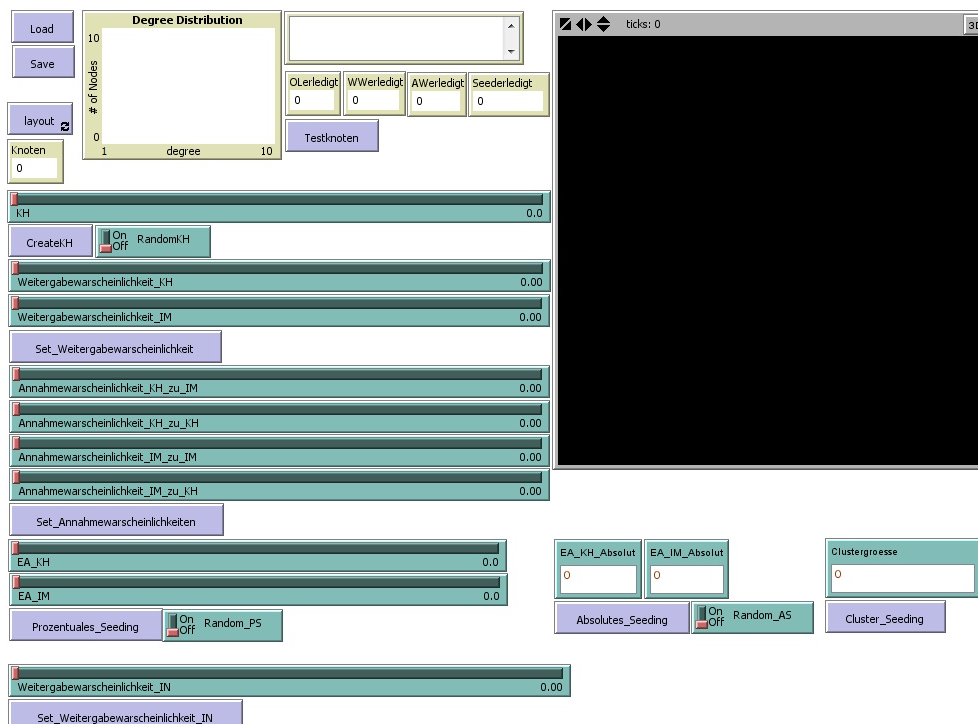 Load
Save
layout
Knoten
0
Degree Distribution
10
# of Nodes
0
1 degree 10
OLerledigt
0
WWerledigt
0
AWerledigt
0
Seederledigt
0
Testknoten
ticks: 0
3D
KH 0.0
CreateKH
On
Off
RandomKH
Weitergabewarscheinlichkeit_KH 0.00
Weitergabewarscheinlichkeit_IM 0.00
Set_Weitergabewarscheinlichkeit
Annahmewarscheinlichkeit_KH_zu_IM 0.00
Annahmewarscheinlichkeit_KH_zu_KH 0.00
Annahmewarscheinlichkeit_IM_zu_IM 0.00
Annahmewarscheinlichkeit_IM_zu_KH 0.00
Set_Annahmewarscheinlichkeiten
EA_KH 0.0
EA_IM 0.0
Prozentuales_Seeding
On
Off
Random_PS
EA_KH_Absolut
0
EA_IM_Absolut
0
Absolutes_Seeding
On
Off
Random_AS
Clustergroesse
0
Cluster_Seeding
Weitergabewarscheinlichkeit_IN 0.00
Set_Weitergabewarscheinlichkeit_IN